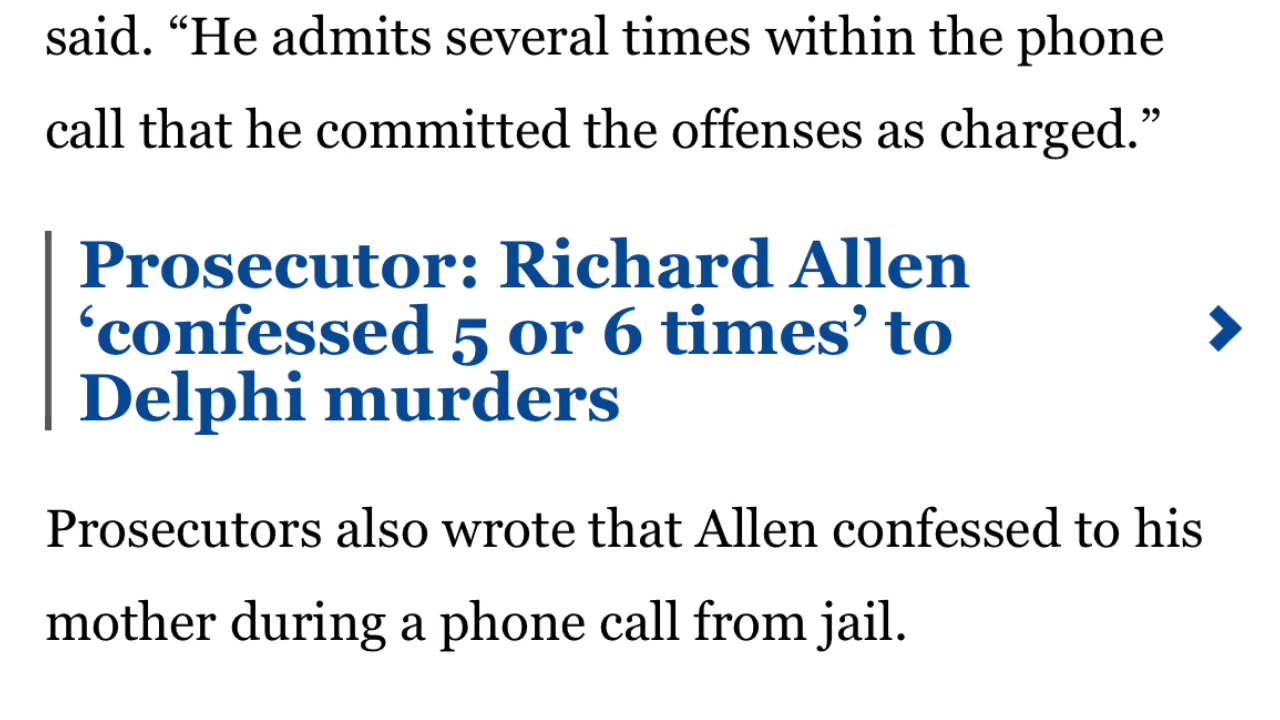 said. “He admits several times within the phone
call that he committed the offenses as charged.”
Prosecutor: Richard Allen
‘confessed 5 or 6 times’ to
Delphi murders
Prosecutors also wrote that Allen confessed to his
mother during a phone call from jail.